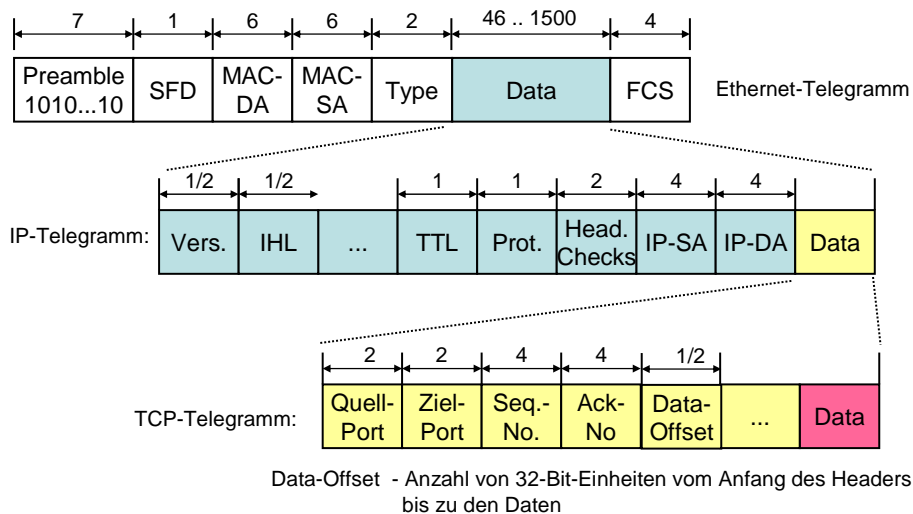 7 1 6 6 2 46 .. 1500 4
Preamble 1010...10 SFD MAC-DA MAC-SA Type Data FCS Ethernet-Telegramm
1/2 1/2 1 1 2 4 4
IP-Telegramm: Vers. IHL ... TTL Prot. Head. Checks IP-SA IP-DA Data
2 2 4 4 1/2
TCP-Telegramm: Quell-Port Ziel-Port Seq.-No. Ack-No Data-Offset ... Data
Data-Offset - Anzahl von 32-Bit-Einheiten vom Anfang des Headers
bis zu den Daten